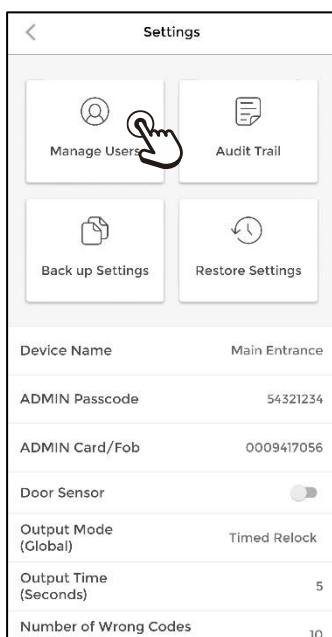 Settings
Manage Users
Audit Trail
Back up Settings
Restore Settings
Device Name
Main Entrance
ADMIN Passcode
54321234
ADMIN Card/Fob
0009417056
Door Sensor
Output Mode
(Global)
Timed Relock
Output Time
(Seconds)
5
Number of Wrong Codes
10